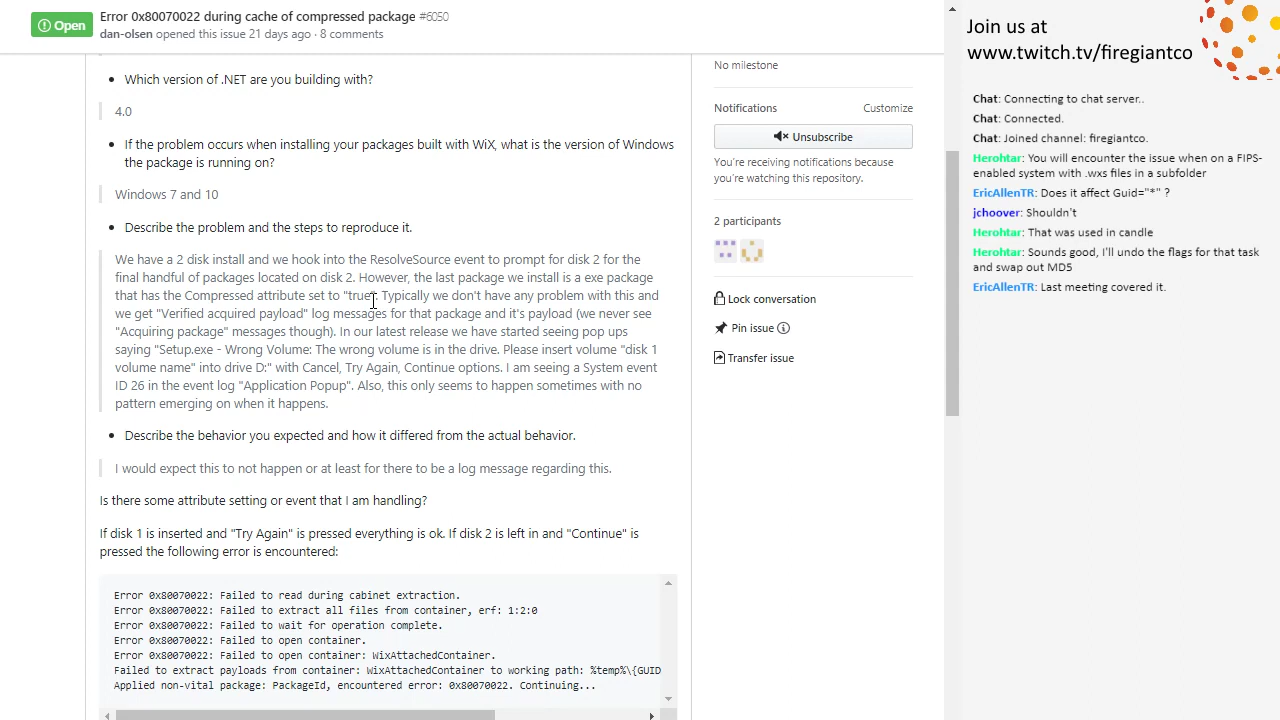 Open
Error 0x80070022 during cache of compressed package #6050
dan-olsen opened this issue 21 days ago · 8 comments
• Which version of .NET are you building with?
4.0
• If the problem occurs when installing your packages built with WiX, what is the version of Windows
the package is running on?
Windows 7 and 10
• Describe the problem and the steps to reproduce it.
We have a 2 disk install and we hook into the ResolveSource event to prompt for disk 2 for the
final handful of packages located on disk 2. However, the last package we install is a exe package
that has the Compressed attribute set to "true". Typically we don't have any problem with this and
we get "Verified acquired payload" log messages for that package and it's payload (we never see
"Acquiring package" messages though). In our latest release we have started seeing pop ups
saying "Setup.exe - Wrong Volume: The wrong volume is in the drive. Please insert volume "disk 1
volume name" into drive D:" with Cancel, Try Again, Continue options. I am seeing a System event
ID 26 in the event log "Application Popup". Also, this only seems to happen sometimes with no
pattern emerging on when it happens.
• Describe the behavior you expected and how it differed from the actual behavior.
I would expect this to not happen or at least for there to be a log message regarding this.
Is there some attribute setting or event that I am handling?
If disk 1 is inserted and "Try Again" is pressed everything is ok. If disk 2 is left in and "Continue" is
pressed the following error is encountered:
Error 0x80070022: Failed to read during cabinet extraction.
Error 0x80070022: Failed to extract all files from container, erf: 1:2:0
Error 0x80070022: Failed to wait for operation complete.
Error 0x80070022: Failed to open container.
Error 0x80070022: Failed to open container: WixAttachedContainer.
Failed to extract payloads from container: WixAttachedContainer to working path: %temp%\{GUID
Applied non-vital package: PackageId, encountered error: 0x80070022. Continuing...
No milestone
Notifications Customize
Unsubscribe
You're receiving notifications because
you're watching this repository.
2 participants
Lock conversation
Pin issue
Transfer issue
Join us at
www.twitch.tv/firegiantco
Chat: Connecting to chat server..
Chat: Connected.
Chat: Joined channel: firegiantco.
Herohtar: You will encounter the issue when on a FIPS-
enabled system with .wxs files in a subfolder
EricAllenTR: Does it affect Guid="*" ?
jchoover: Shouldn't
Herohtar: That was used in candle
Herohtar: Sounds good, I'll undo the flags for that task
and swap out MD5
EricAllenTR: Last meeting covered it.